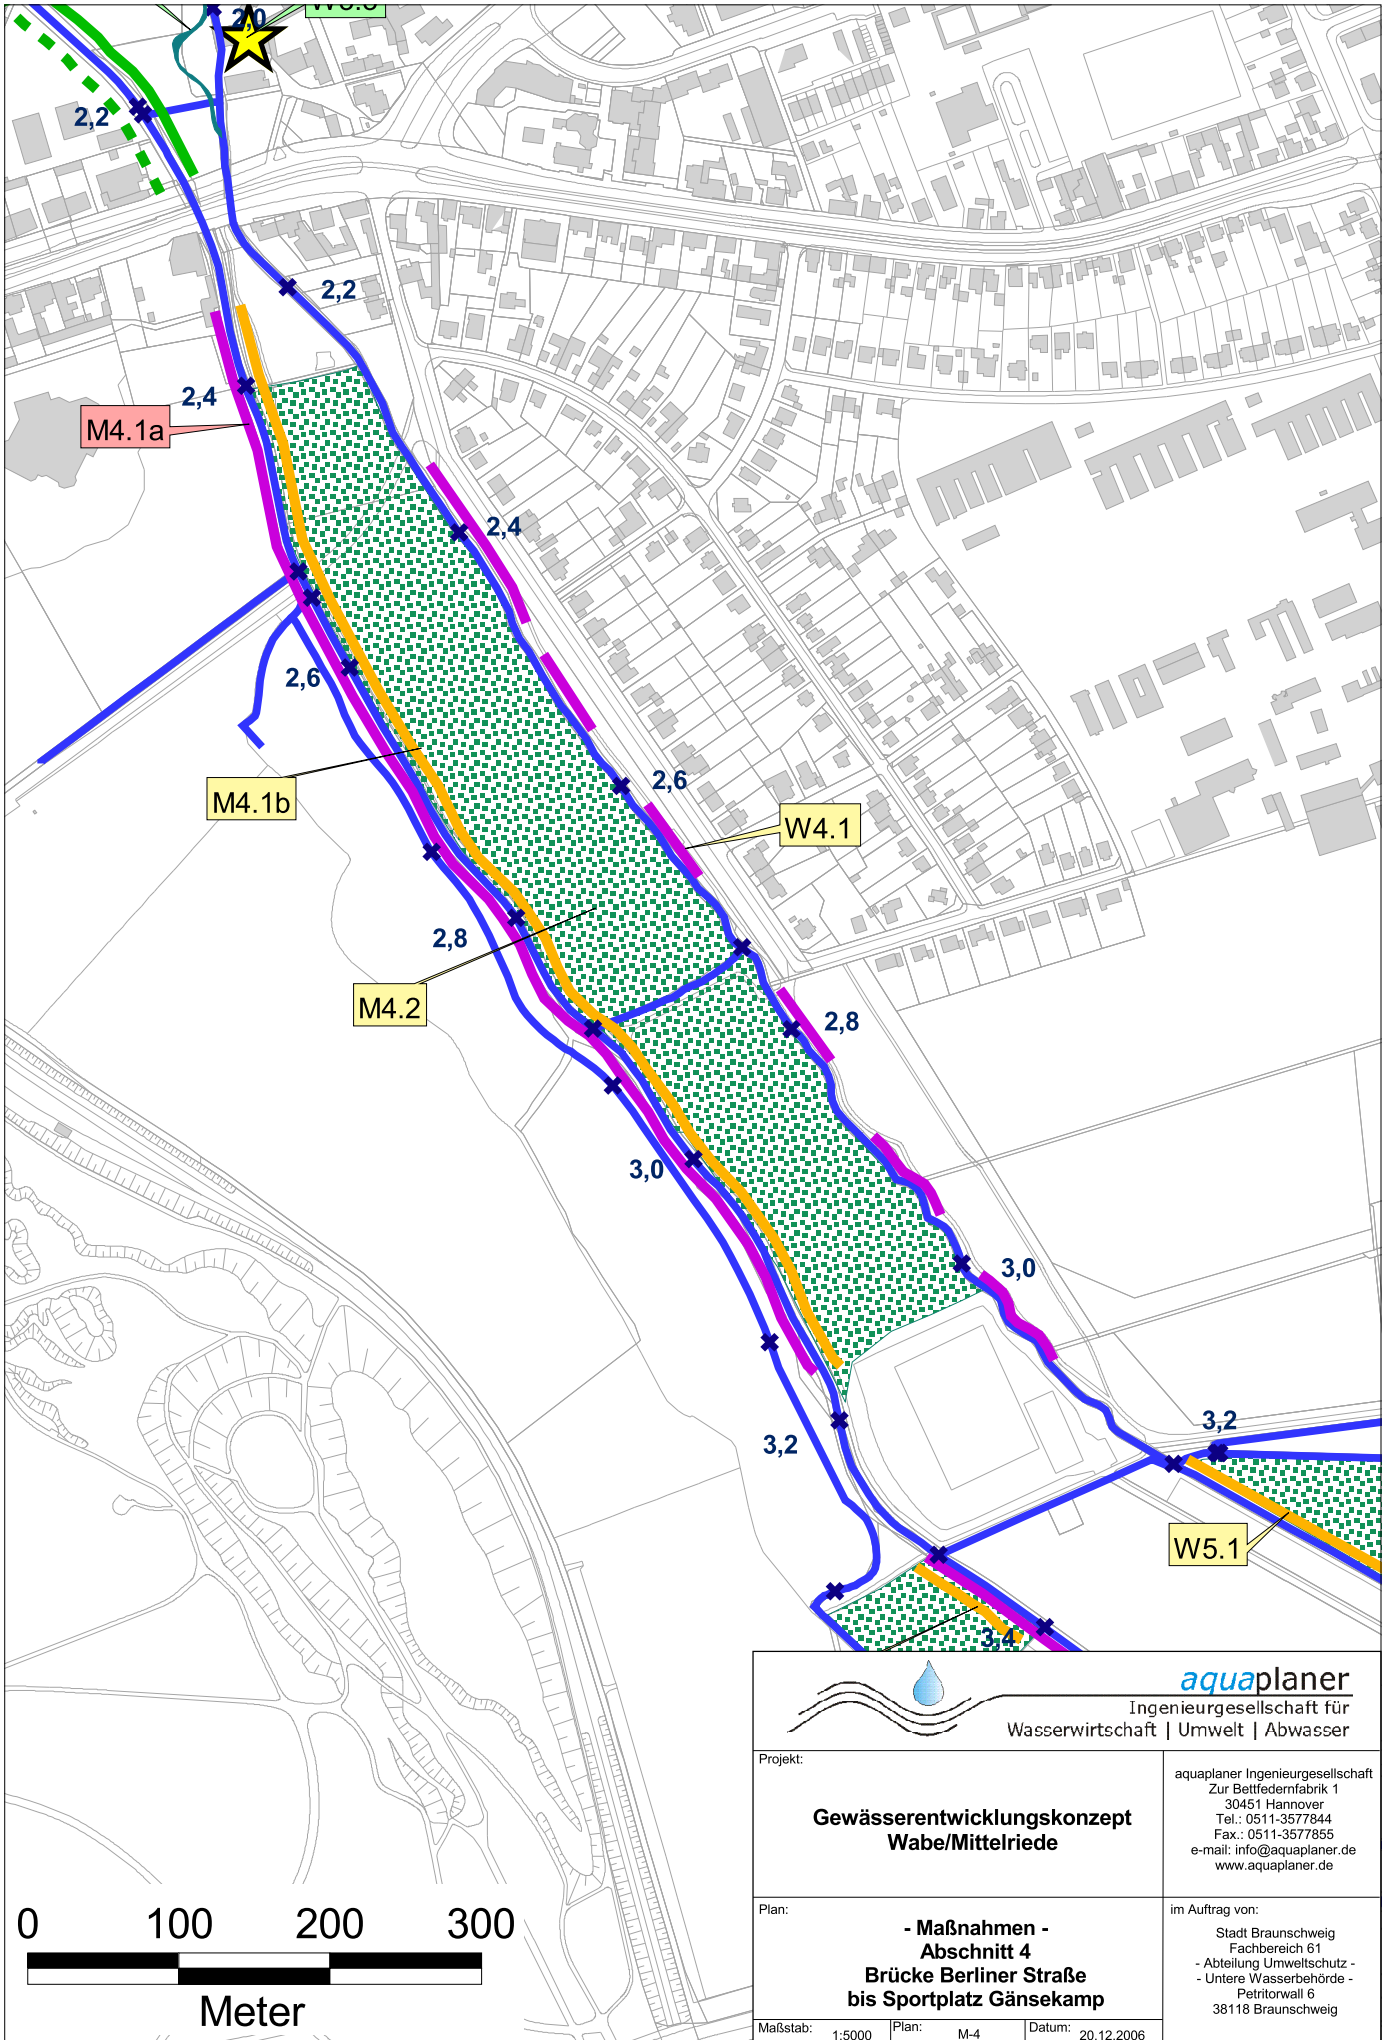 2,0
2,2
2,2
2,4
M4.1a
2,4
2,6
2,6
M4.1b
W4.1
2,8
M4.2
2,8
3,0
3,0
3,2
3,2
W5.1
3,4
aquaplaner
Ingenieurgesellschaft für
Wasserwirtschaft | Umwelt | Abwasser
Projekt:
Gewässerentwicklungskonzept
Wabe/Mittelriede
aquaplaner Ingenieurgesellschaft
Zur Bettfedernfabrik 1
30451 Hannover
Tel.: 0511-3577844
Fax.: 0511-3577855
e-mail: info@aquaplaner.de
www.aquaplaner.de
Plan:
- Maßnahmen -
Abschnitt 4
Brücke Berliner Straße
bis Sportplatz Gänsekamp
im Auftrag von:
Stadt Braunschweig
Fachbereich 61
- Abteilung Umweltschutz -
- Untere Wasserbehörde -
Petritorwall 6
38118 Braunschweig
Maßstab: 1:5000 Plan: M-4 Datum: 20.12.2006
0 100 200 300
Meter